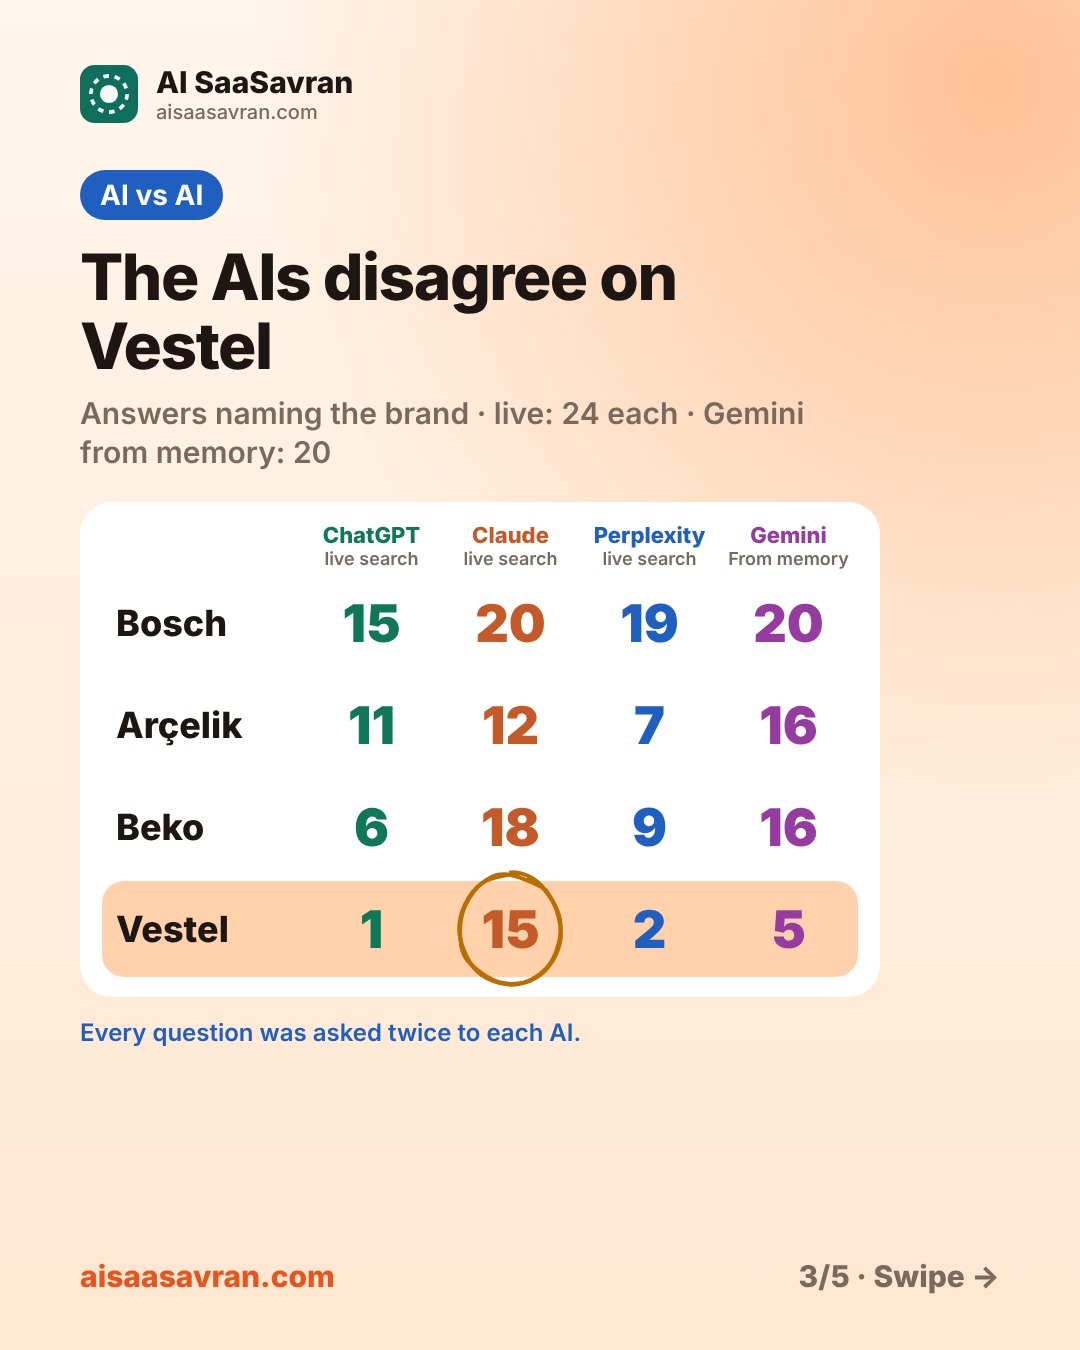 AI SaaSavran
aisaasavran.com
AI vs AI
The AIs disagree on
Vestel
Answers naming the brand · live: 24 each · Gemini
from memory: 20
ChatGPT Claude Perplexity Gemini
live search live search live search From memory
Bosch 15 20 19 20
Arçelik 11 12 7 16
Beko 6 18 9 16
Vestel 1 15 2 5
Every question was asked twice to each AI.
aisaasavran.com 3/5 · Swipe →